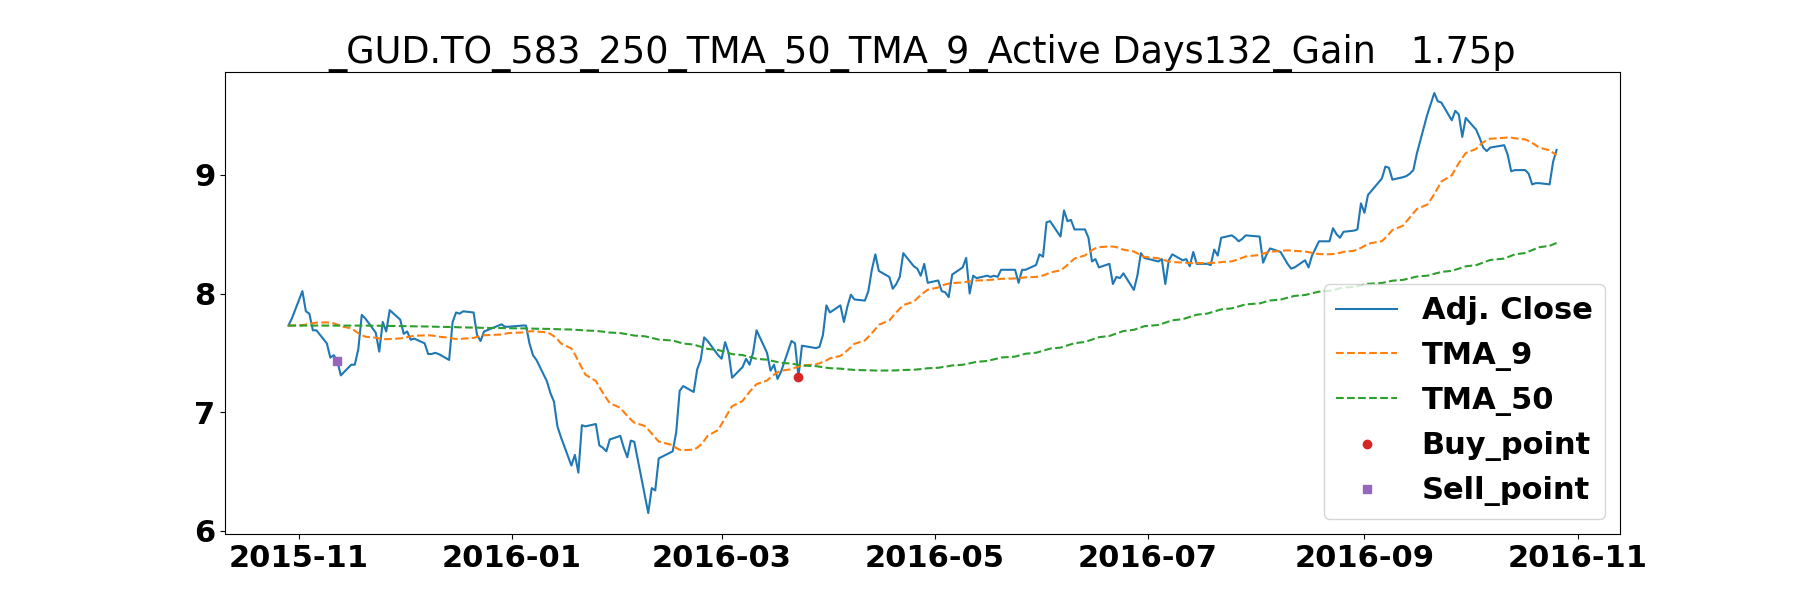 _GUD.TO_583_250_TMA_50_TMA_9_Active Days132_Gain   1.75p
9
8
7
6
Adj. Close
TMA_9
TMA_50
Buy_point
Sell_point
2015-11 2016-01 2016-03 2016-05 2016-07 2016-09 2016-11